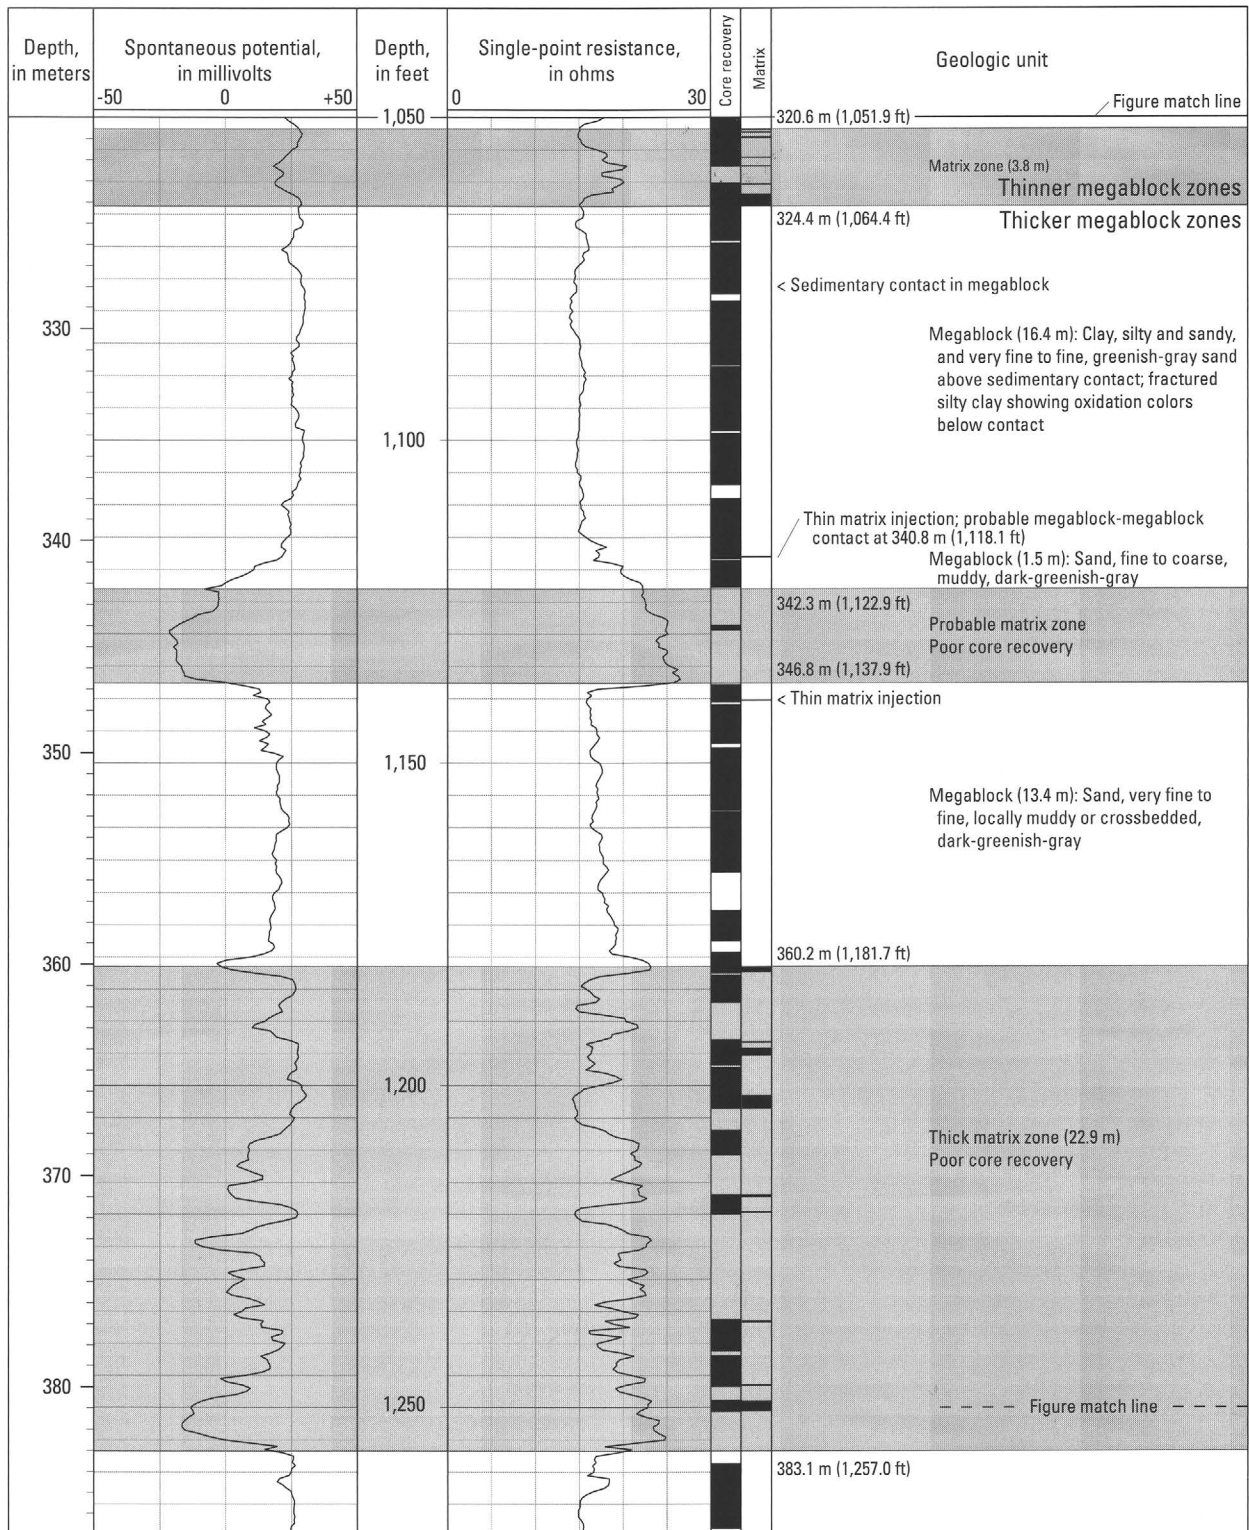 Depth,
in meters
Spontaneous potential,
in millivolts
-50 0 +50
Depth,
in feet
Single-point resistance,
in ohms
0 30
Core recovery
Matrix
Geologic unit
Figure match line
1,050
320.6 m (1,051.9 ft)
Matrix zone (3.8 m)
Thinner megablock zones
324.4 m (1,064.4 ft)
Thicker megablock zones
< Sedimentary contact in megablock
330
Megablock (16.4 m): Clay, silty and sandy,
and very fine to fine, greenish-gray sand
above sedimentary contact; fractured
silty clay showing oxidation colors
below contact
1,100
Thin matrix injection; probable megablock-megablock
contact at 340.8 m (1,118.1 ft)
340
Megablock (1.5 m): Sand, fine to coarse,
muddy, dark-greenish-gray
342.3 m (1,122.9 ft)
Probable matrix zone
Poor core recovery
346.8 m (1,137.9 ft)
< Thin matrix injection
350
1,150
Megablock (13.4 m): Sand, very fine to
fine, locally muddy or crossbedded,
dark-greenish-gray
360.2 m (1,181.7 ft)
360
1,200
Thick matrix zone (22.9 m)
Poor core recovery
370
380
1,250
Figure match line
383.1 m (1,257.0 ft)